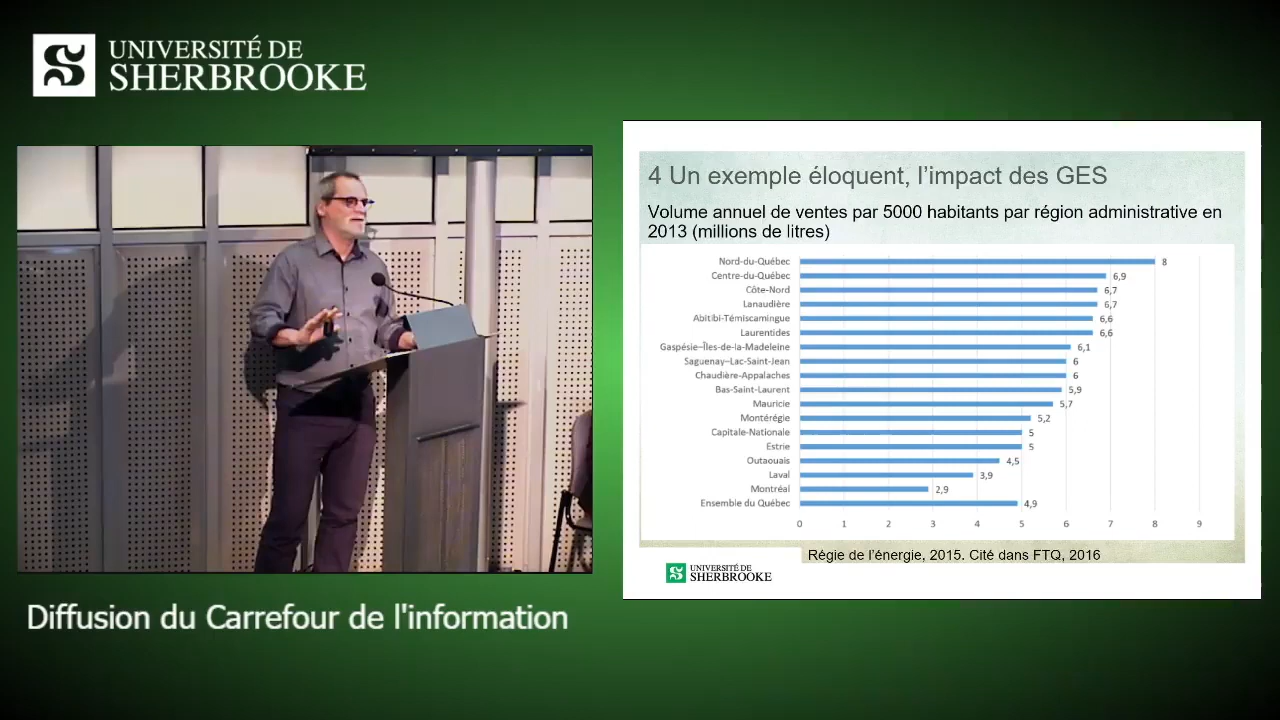 UNIVERSITÉ DE
SHERBROOKE
4 Un exemple éloquent, l'impact des GES
Volume annuel de ventes par 5000 habitants par région administrative en
2013 (millions de litres)
Nord-du-Québec 8
Centre-du-Québec 6,9
Côte-Nord 6,7
Lanaudière 6,7
Abitibi-Témiscamingue 6,6
Laurentides 6,6
Gaspésie–Îles-de-la-Madeleine 6,1
Saguenay–Lac-Saint-Jean 6
Chaudière-Appalaches 6
Bas-Saint-Laurent 5,9
Mauricie 5,7
Montérégie 5,2
Capitale-Nationale 5
Estrie 5
Outaouais 4,5
Laval 3,9
Montréal 2,9
Ensemble du Québec 4,9
0 1 2 3 4 5 6 7 8 9
Régie de l'énergie, 2015. Cité dans FTQ, 2016
UNIVERSITÉ DE
SHERBROOKE
Diffusion du Carrefour de l'information